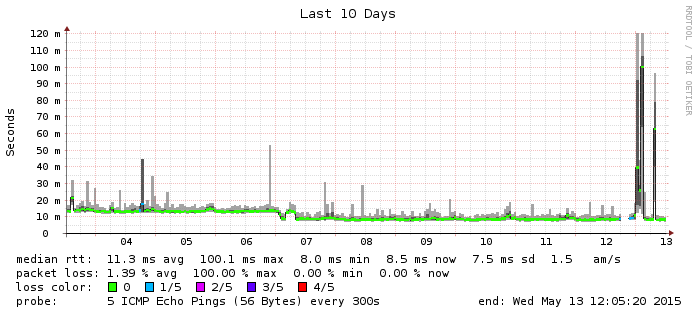 Last 10 Days
RRDTOOL / TOBI OETIKER
Seconds
120 m
110 m
100 m
90 m
80 m
70 m
60 m
50 m
40 m
30 m
20 m
10 m
0
04 05 06 07 08 09 10 11 12 13
median rtt: 11.3 ms avg 100.1 ms max 8.0 ms min 8.5 ms now 7.5 ms sd 1.5 am/s
packet loss: 1.39 % avg 100.00 % max 0.00 % min 0.00 % now
loss color: 0 1/5 2/5 3/5 4/5
probe: 5 ICMP Echo Pings (56 Bytes) every 300s end: Wed May 13 12:05:20 2015